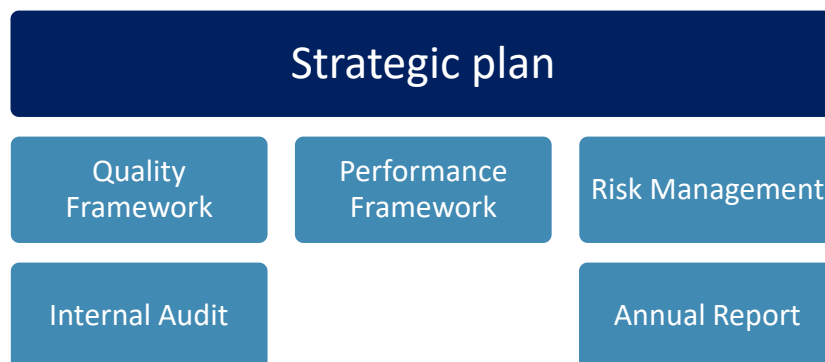 Strategic plan
Quality
Framework
Performance
Framework
Risk Management
Internal Audit
Annual Report